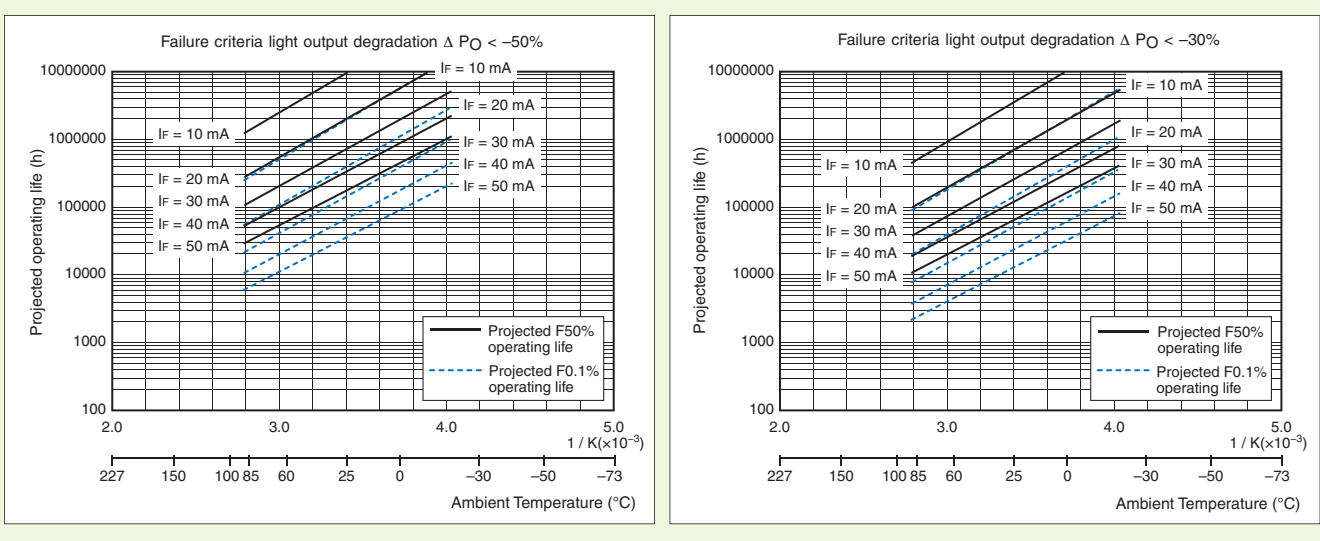 Failure criteria light output degradation Δ PO < –50%
Projected operating life (h)
10000000
1000000
100000
10000
1000
100
IF = 10 mA
IF = 20 mA
IF = 30 mA
IF = 40 mA
IF = 50 mA
IF = 10 mA
IF = 20 mA
IF = 30 mA
IF = 40 mA
IF = 50 mA
Projected F50%
operating life
Projected F0.1%
operating life
2.0 3.0 4.0 5.0
1 / K(×10–3)
227 150 100 85 60 25 0 –30 –50 –73
Ambient Temperature (°C)
Failure criteria light output degradation Δ PO < –30%
Projected operating life (h)
10000000
1000000
100000
10000
1000
100
IF = 10 mA
IF = 20 mA
IF = 30 mA
IF = 40 mA
IF = 50 mA
IF = 10 mA
IF = 20 mA
IF = 30 mA
IF = 40 mA
IF = 50 mA
Projected F50%
operating life
Projected F0.1%
operating life
2.0 3.0 4.0 5.0
1 / K(×10–3)
227 150 100 85 60 25 0 –30 –50 –73
Ambient Temperature (°C)